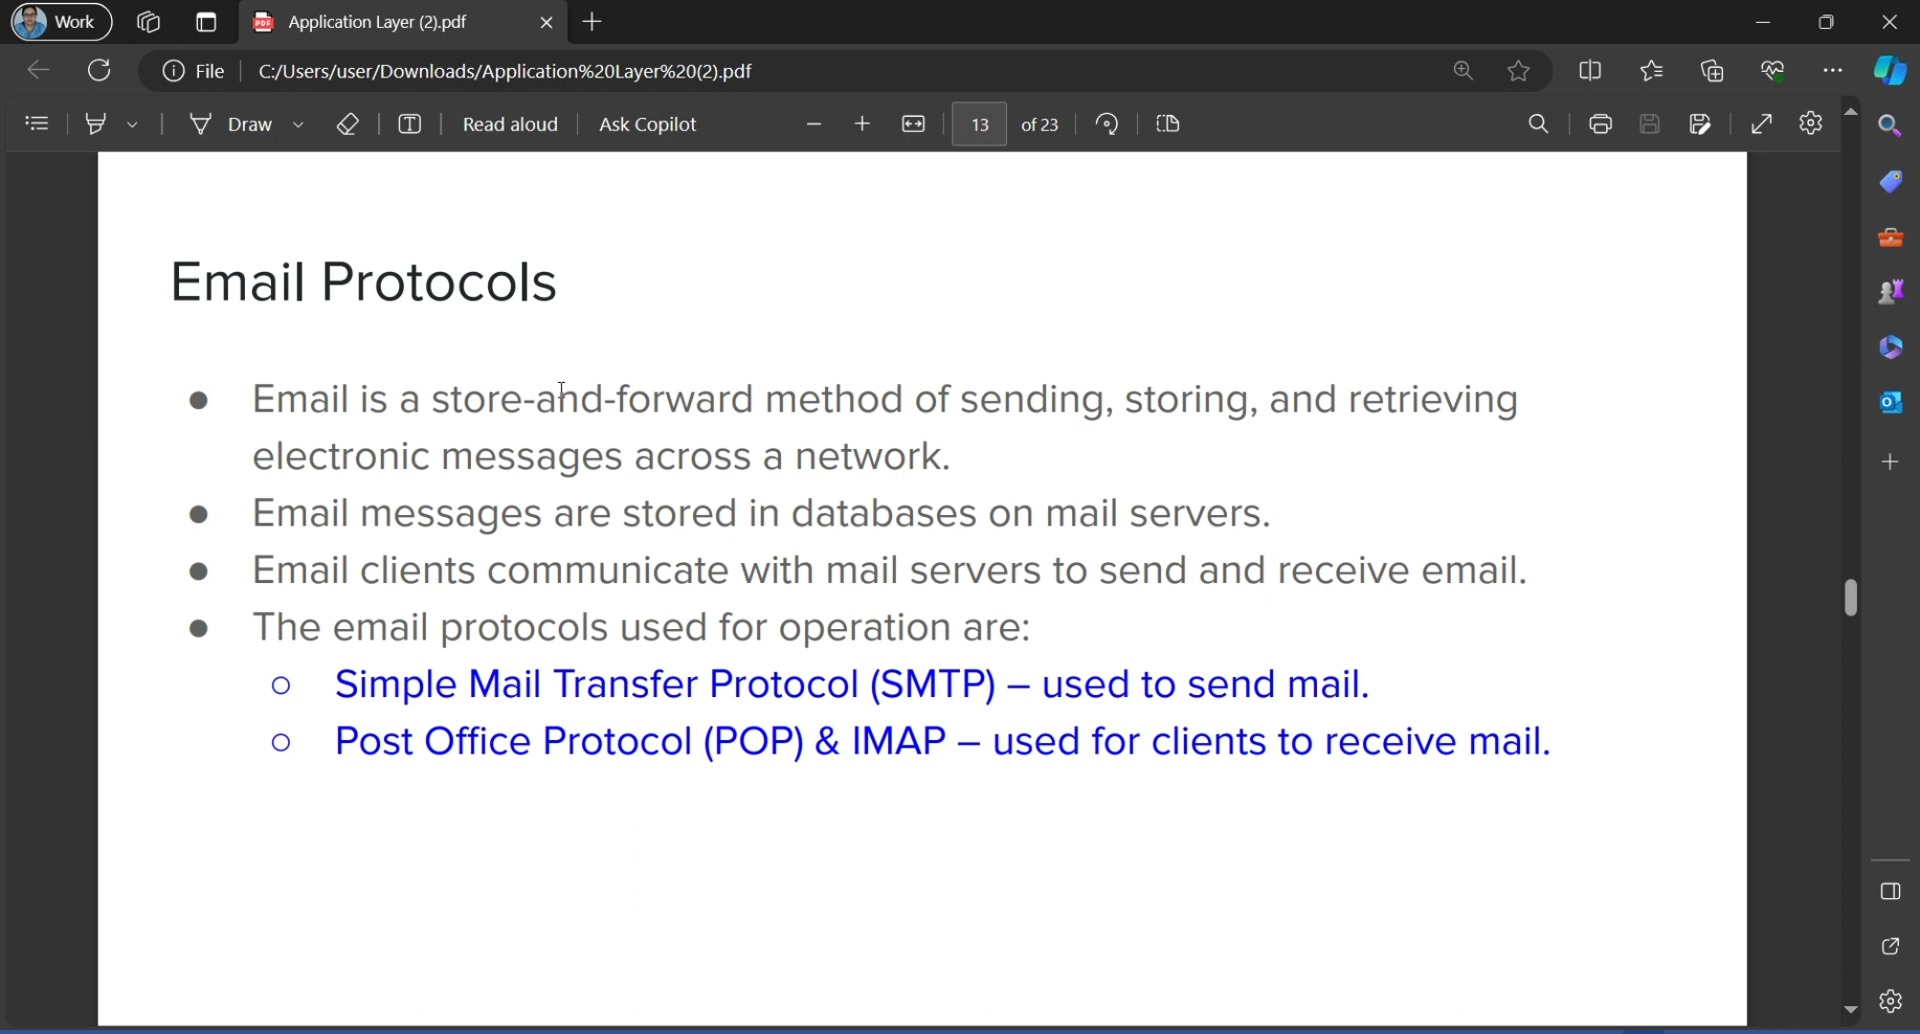 Work
Application Layer (2).pdf
File
C:/Users/user/Downloads/Application%20Layer%20(2).pdf
Draw
Read aloud
Ask Copilot
13
of 23
Email Protocols
● Email is a store-and-forward method of sending, storing, and retrieving
electronic messages across a network.
● Email messages are stored in databases on mail servers.
● Email clients communicate with mail servers to send and receive email.
● The email protocols used for operation are:
○ Simple Mail Transfer Protocol (SMTP) – used to send mail.
○ Post Office Protocol (POP) & IMAP – used for clients to receive mail.